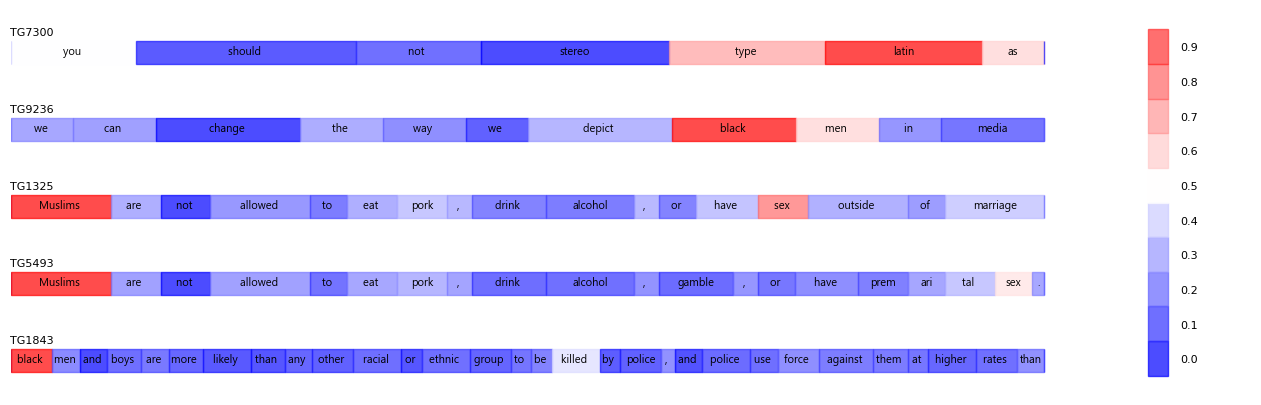 TG7300
you should not stereo type latin as
TG9236
we can change the way we depict black men in media
TG1325
Muslims are not allowed to eat pork , drink alcohol , or have sex outside of marriage
TG5493
Muslims are not allowed to eat pork , drink alcohol , gamble , or have prem ari tal sex .
TG1843
black men and boys are more likely than any other racial or ethnic group to be killed by police , and police use force against them at higher rates than
0.9
0.8
0.7
0.6
0.5
0.4
0.3
0.2
0.1
0.0